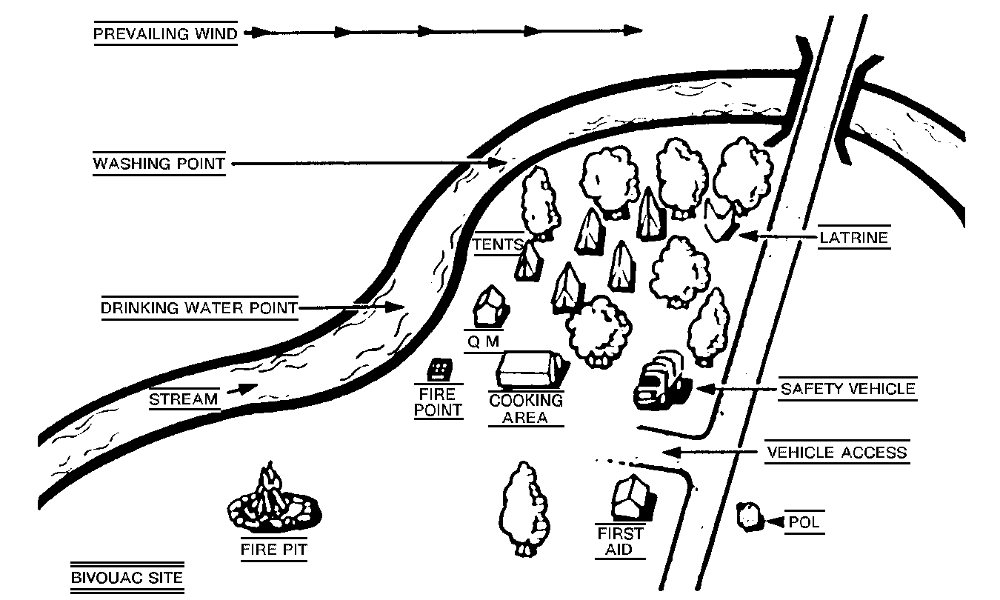 PREVAILING WIND
WASHING POINT
TENTS
LATRINE
DRINKING WATER POINT
Q M
STREAM
FIRE
POINT
COOKING
AREA
SAFETY VEHICLE
VEHICLE ACCESS
FIRE PIT
FIRST
AID
POL
BIVOUAC SITE